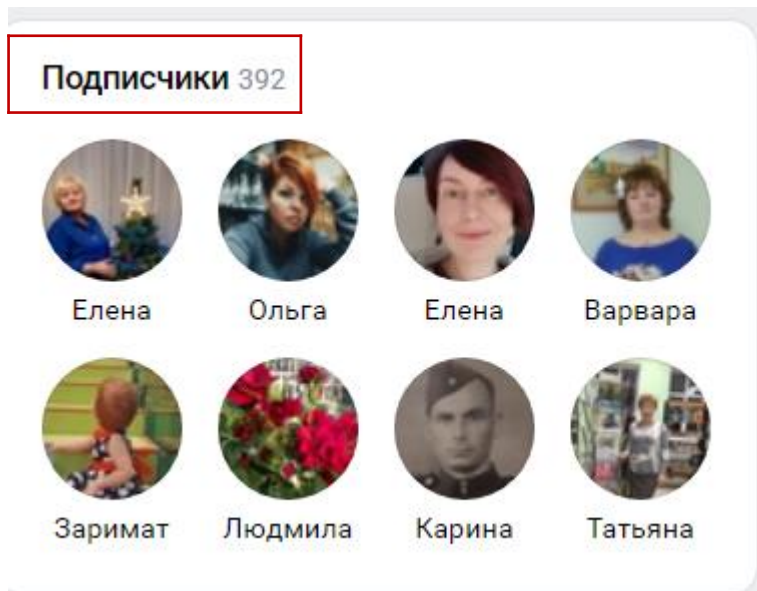 Подписчики 392
Елена Ольга Елена Варвара
Заримат Людмила Карина Татьяна